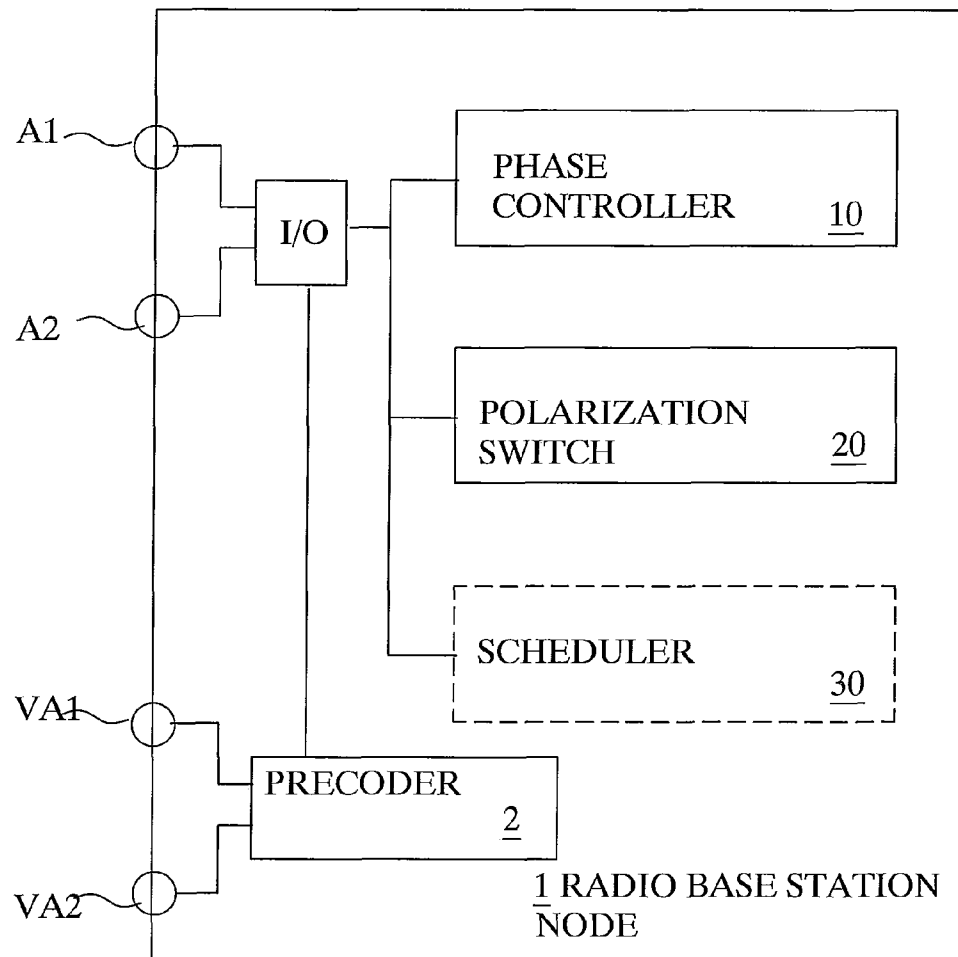 A1
PHASE
CONTROLLER 10
I/O
A2
POLARIZATION
SWITCH 20
SCHEDULER
30
VA1
PRECODER
2
VA2
1 RADIO BASE STATION
NODE